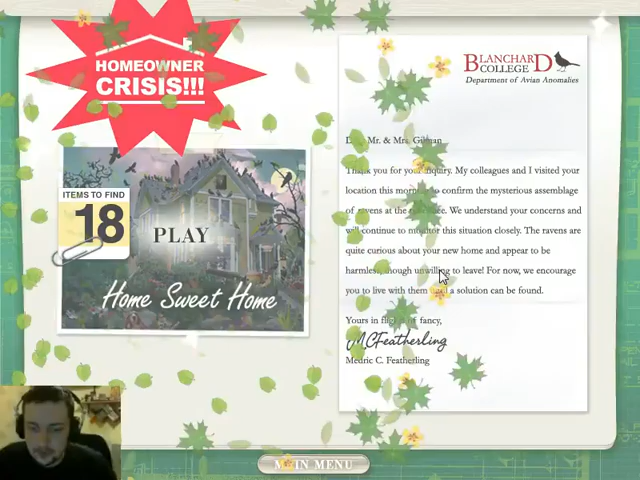 HOMEOWNER
CRISIS!!!
ITEMS TO FIND
18
PLAY
Home Sweet Home
BLANCHARD
COLLEGE
Department of Avian Anomalies
Mr. & Mrs. Gilman
Thank you for your inquiry. My colleagues and I visited your
location this morning to confirm the mysterious assemblage
of ravens at the residence. We understand your concerns and
will continue to monitor this situation closely. The ravens are
quite curious about your new home and appear to be
harmless, though unwilling to leave! For now, we encourage
you to live with them until a solution can be found.
Yours in flights of fancy,
MCFeatherling
Medric C. Featherling
MAIN MENU